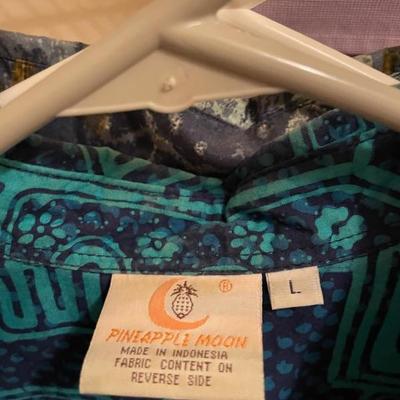 ®
L
PINEAPPLE MOON
MADE IN INDONESIA
FABRIC CONTENT ON
REVERSE SIDE